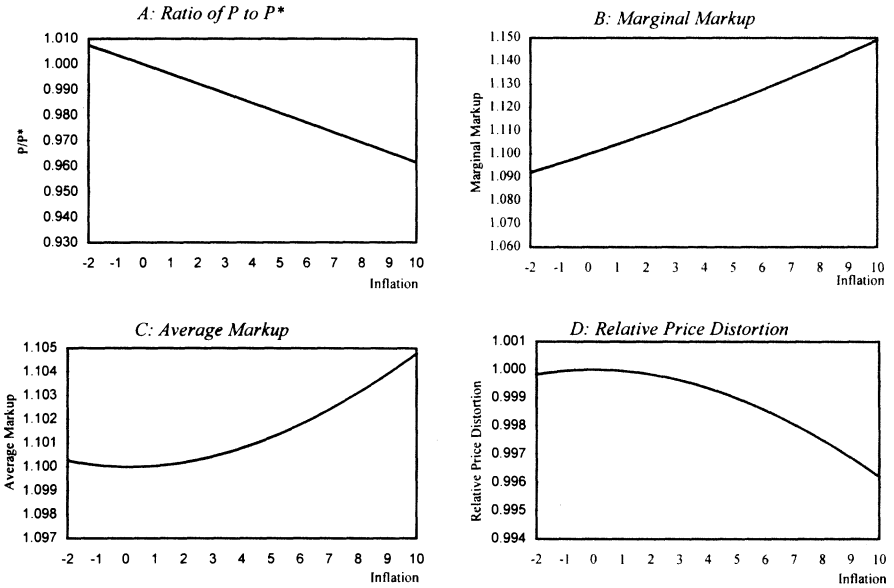 A: Ratio of P to P*
1.010
1.000
0.990
0.980
0.970
0.960
0.950
0.940
0.930
P/P*
-2 -1 0 1 2 3 4 5 6 7 8 9 10
Inflation
B: Marginal Markup
1.150
1.140
1.130
1.120
1.110
1.100
1.090
1.080
1.070
1.060
Marginal Markup
-2 -1 0 1 2 3 4 5 6 7 8 9 10
Inflation
C: Average Markup
1.105
1.104
1.103
1.102
1.101
1.100
1.099
1.098
1.097
Average Markup
-2 -1 0 1 2 3 4 5 6 7 8 9 10
Inflation
D: Relative Price Distortion
1.001
1.000
0.999
0.998
0.997
0.996
0.995
0.994
Relative Price Distortion
-2 -1 0 1 2 3 4 5 6 7 8 9 10
Inflation